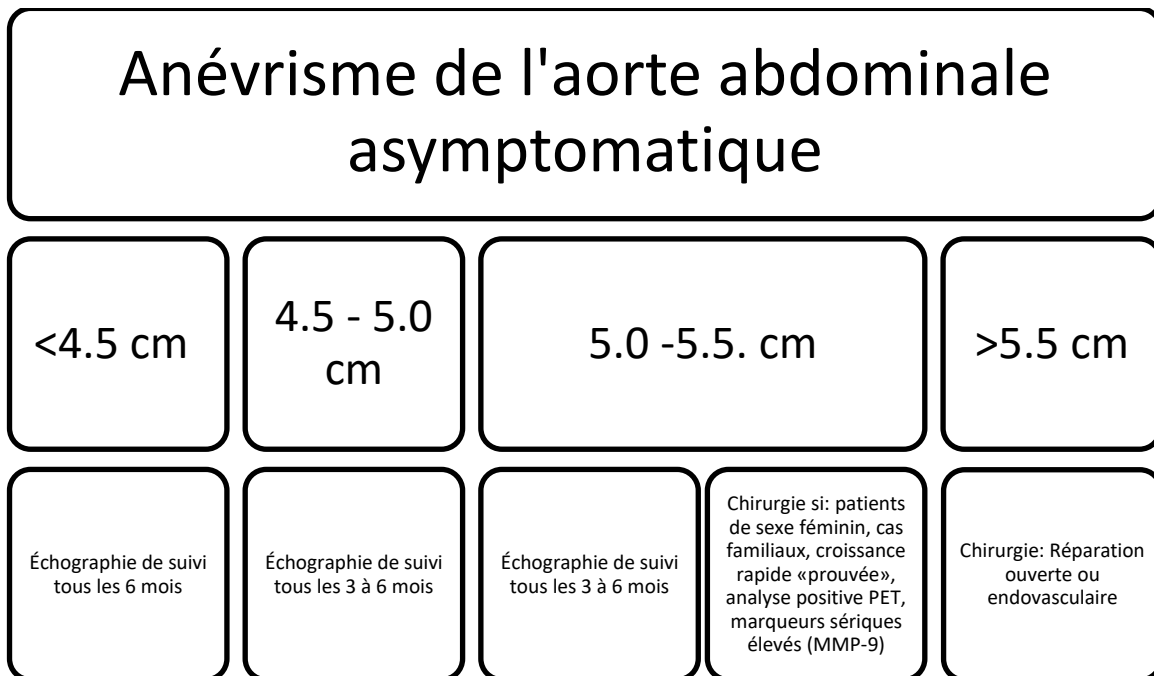 Anévrisme de l'aorte abdominale
asymptomatique
<4.5 cm
4.5 - 5.0
cm
5.0 -5.5. cm
>5.5 cm
Échographie de suivi
tous les 6 mois
Échographie de suivi
tous les 3 à 6 mois
Échographie de suivi
tous les 3 à 6 mois
Chirurgie si: patients
de sexe féminin, cas
familiaux, croissance
rapide «prouvée»,
analyse positive PET,
marqueurs sériques
élevés (MMP-9)
Chirurgie: Réparation
ouverte ou
endovasculaire